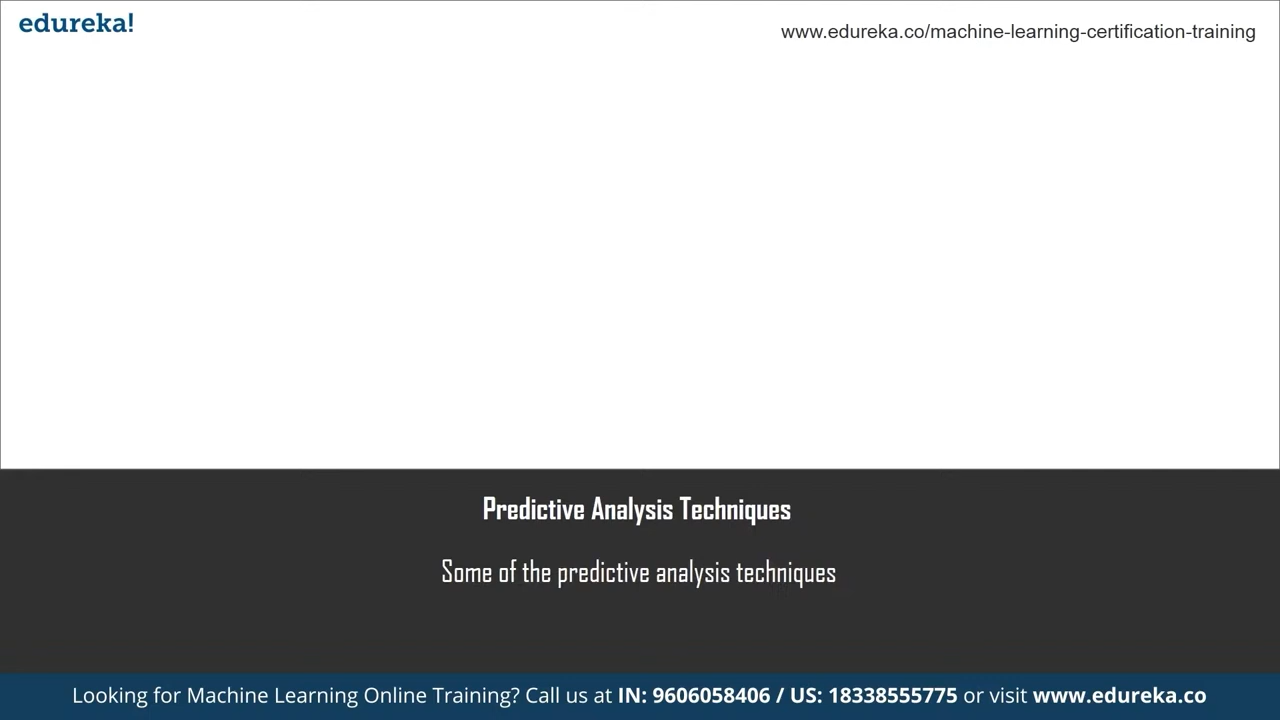 edureka!
www.edureka.co/machine-learning-certification-training
Predictive Analysis Techniques
Some of the predictive analysis techniques
Looking for Machine Learning Online Training? Call us at IN: 9606058406 / US: 18338555775 or visit www.edureka.co